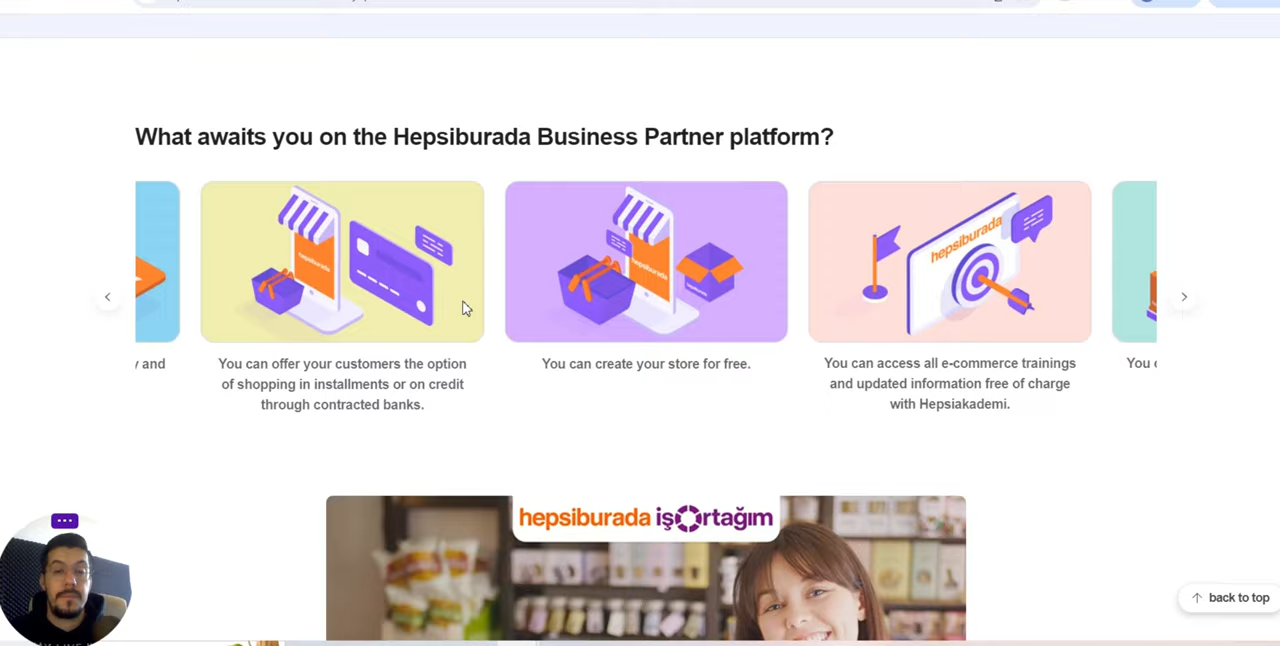 What awaits you on the Hepsiburada Business Partner platform?
hepsiburada
hepsiburada
hepsiburada
y and
You can offer your customers the option
of shopping in installments or on credit
through contracted banks.
You can create your store for free.
You can access all e-commerce trainings
and updated information free of charge
with Hepsiakademi.
You
hepsiburada işOrtağım
back to top